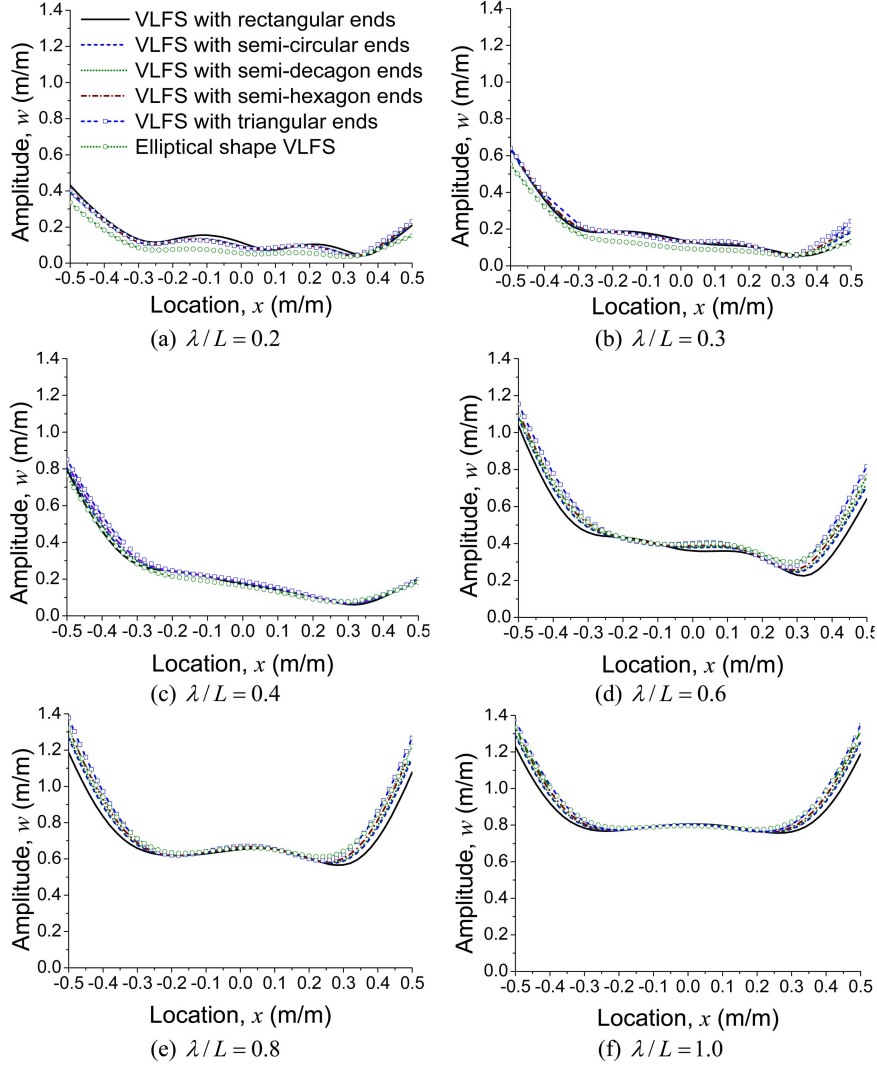 1.4
1.2
1.0
0.8
0.6
0.4
0.2
0.0
Amplitude, w (m/m)
VLFS with rectangular ends
VLFS with semi-circular ends
VLFS with semi-decagon ends
VLFS with semi-hexagon ends
VLFS with triangular ends
Elliptical shape VLFS
-0.5 -0.4 -0.3 -0.2 -0.1 0.0 0.1 0.2 0.3 0.4 0.5
Location, x (m/m)
(a) λ / L = 0.2
1.4
1.2
1.0
0.8
0.6
0.4
0.2
0.0
Amplitude, w (m/m)
-0.5 -0.4 -0.3 -0.2 -0.1 0.0 0.1 0.2 0.3 0.4 0.5
Location, x (m/m)
(b) λ / L = 0.3
1.4
1.2
1.0
0.8
0.6
0.4
0.2
0.0
Amplitude, w (m/m)
-0.5 -0.4 -0.3 -0.2 -0.1 0.0 0.1 0.2 0.3 0.4 0.5
Location, x (m/m)
(c) λ / L = 0.4
1.4
1.2
1.0
0.8
0.6
0.4
0.2
0.0
Amplitude, w (m/m)
-0.5 -0.4 -0.3 -0.2 -0.1 0.0 0.1 0.2 0.3 0.4 0.5
Location, x (m/m)
(d) λ / L = 0.6
1.4
1.2
1.0
0.8
0.6
0.4
0.2
0.0
Amplitude, w (m/m)
-0.5 -0.4 -0.3 -0.2 -0.1 0.0 0.1 0.2 0.3 0.4 0.5
Location, x (m/m)
(e) λ / L = 0.8
1.4
1.2
1.0
0.8
0.6
0.4
0.2
0.0
Amplitude, w (m/m)
-0.5 -0.4 -0.3 -0.2 -0.1 0.0 0.1 0.2 0.3 0.4 0.5
Location, x (m/m)
(f) λ / L = 1.0